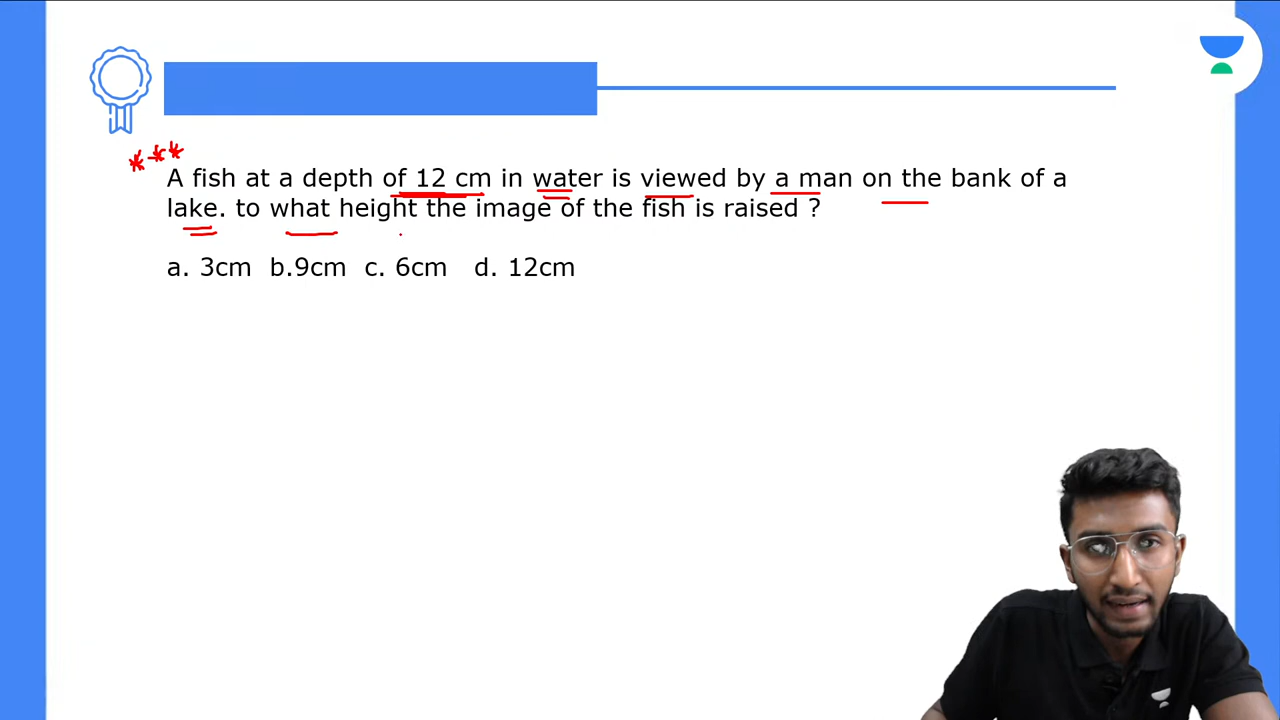 ***
A fish at a depth of 12 cm in water is viewed by a man on the bank of a
lake. to what height the image of the fish is raised ?
a. 3cm b.9cm c. 6cm d. 12cm